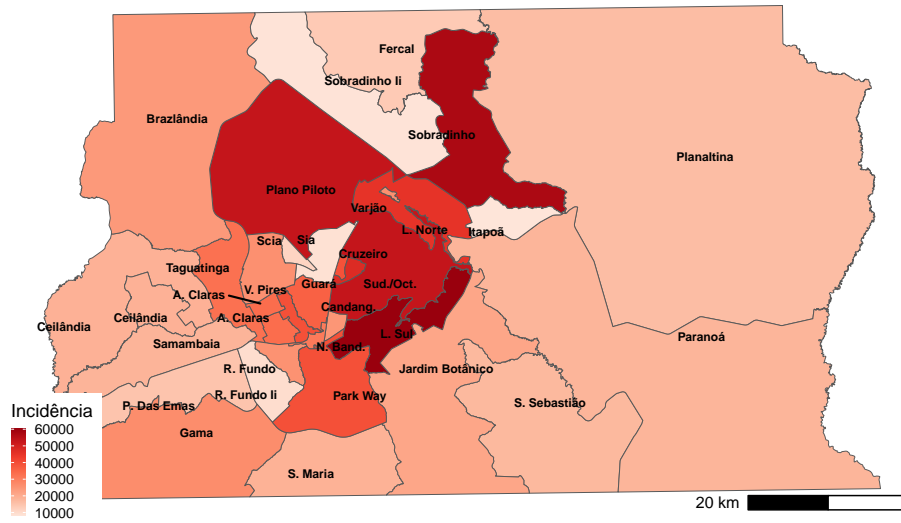 Fercal
Sobradinho Ii
Brazlândia
Sobradinho
Planaltina
Plano Piloto
Varjão
L. Norte
Itapoã
Scia
Sia
Cruzeiro
Taguatinga
Guará
Sud./Oct.
V. Pires
A. Claras
Candang.
Ceilândia
A. Claras
Ceilândia
L. Sul
Paranoá
Samambaia
N. Band.
R. Fundo
Jardim Botânico
R. Fundo Ii
Park Way
P. Das Emas
S. Sebastião
Incidência
60000
50000
40000
30000
20000
10000
Gama
S. Maria
20 km